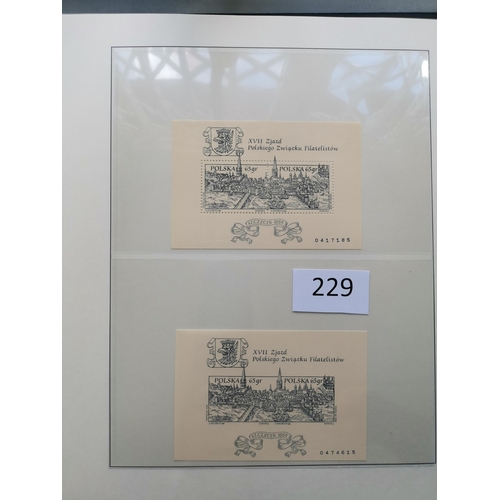 XVII Zjazd
Polskiego Związku Filatelistów
POLSKA 65gr POLSKA 65gr
0417185
229
XVII Zjazd
Polskiego Związku Filatelistów
POLSKA 65gr POLSKA 65gr
0474615